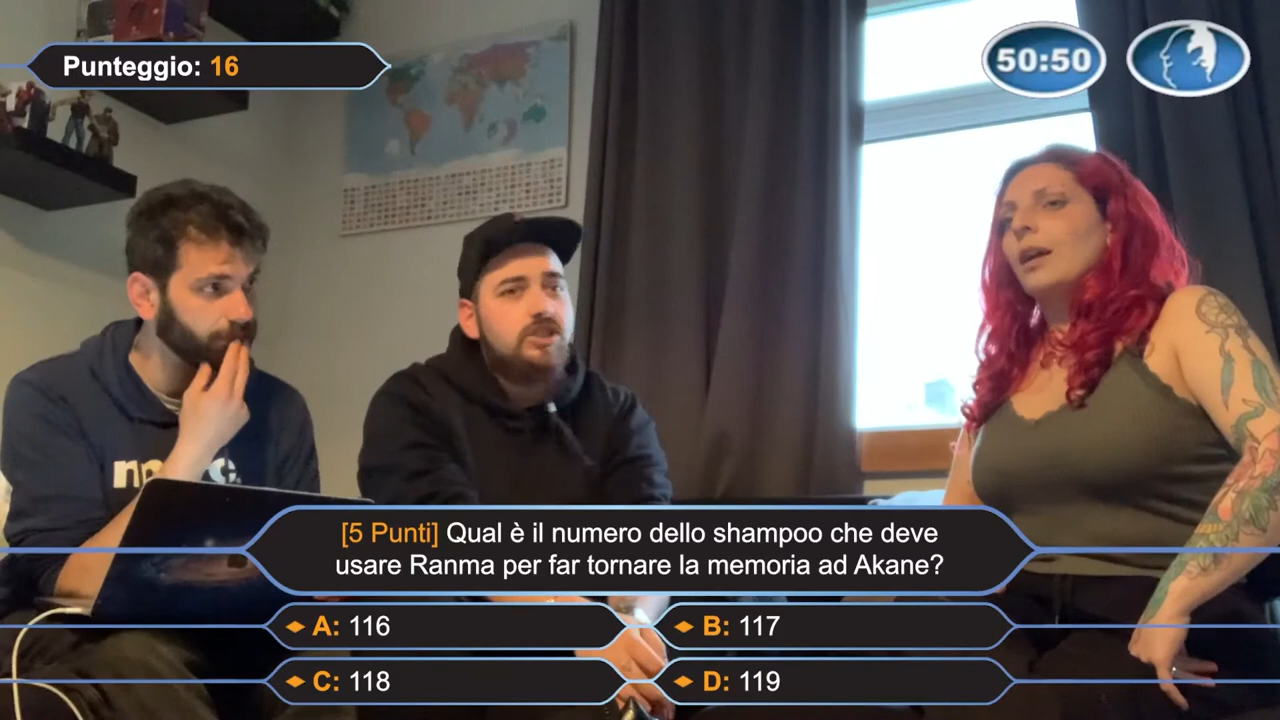 Punteggio: 16
50:50
[5 Punti] Qual è il numero dello shampoo che deve
usare Ranma per far tornare la memoria ad Akane?
A: 116
B: 117
C: 118
D: 119